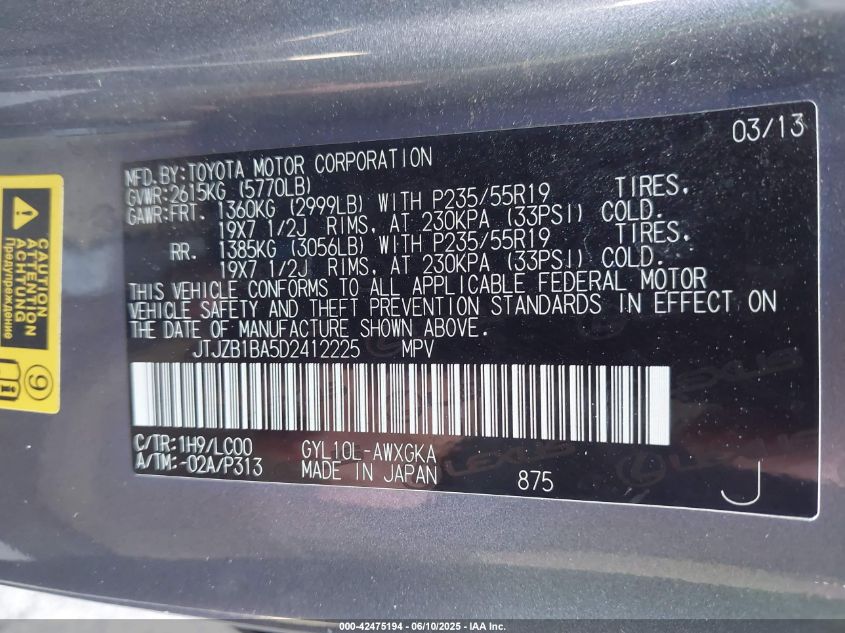 03/13
MFD. BY: TOYOTA MOTOR CORPORATION
GVWR: 2615KG (5770LB)
GAWR: FRT. 1360KG (2999LB) WITH P235/55R19 TIRES,
19X7 1/2J RIMS, AT 230KPA (33PSI) COLD.
RR. 1385KG (3056LB) WITH P235/55R19 TIRES,
19X7 1/2J RIMS, AT 230KPA (33PSI) COLD.
THIS VEHICLE CONFORMS TO ALL APPLICABLE FEDERAL MOTOR
VEHICLE SAFETY AND THEFT PREVENTION STANDARDS IN EFFECT ON
THE DATE OF MANUFACTURE SHOWN ABOVE.
JTJZB1BA5D2412225 MPV
C/TR: 1H9/LC00 GYL10L-AWXGKA
A/TM: -02A/P313 MADE IN JAPAN
875
J
LEXUS
CAUTION
ATTENTION
ACHTUNG
Предупреждение
9
000-42475194 - 06/10/2025 - IAA Inc.